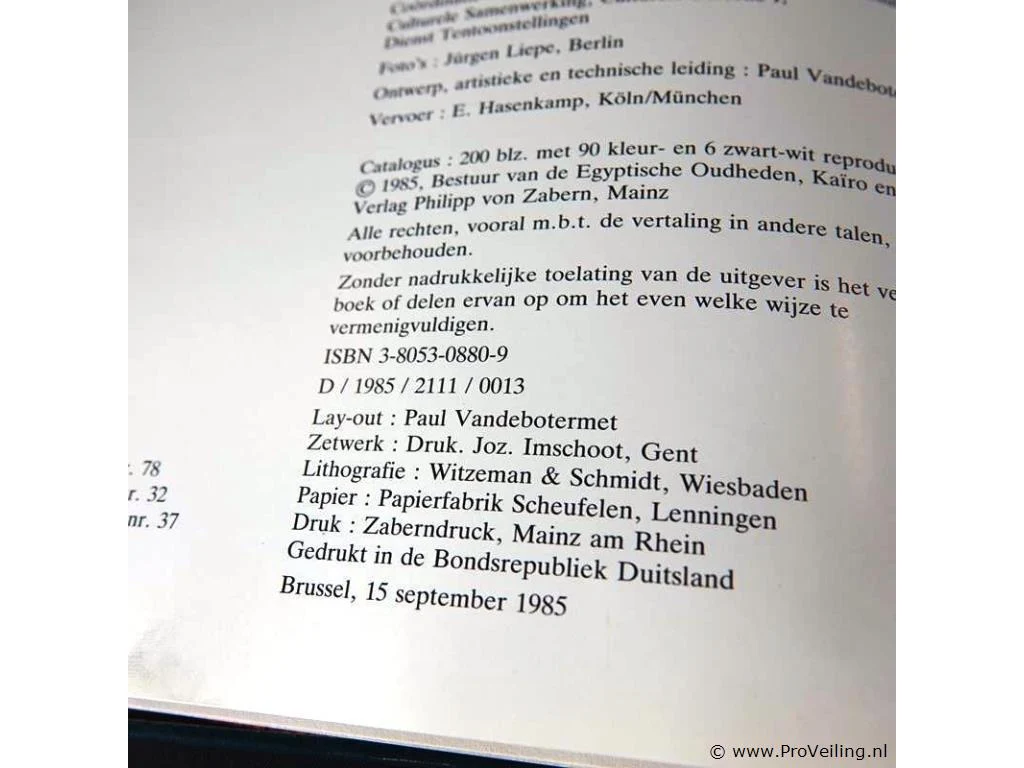 Culturele Samenwerking,
Dienst Tentoonstellingen
Foto's : Jürgen Liepe, Berlin
Ontwerp, artistieke en technische leiding : Paul Vandebote
Vervoer : E. Hasenkamp, Köln/München
Catalogus : 200 blz. met 90 kleur- en 6 zwart-wit reprodu
© 1985, Bestuur van de Egyptische Oudheden, Kaïro en
Verlag Philipp von Zabern, Mainz
Alle rechten, vooral m.b.t. de vertaling in andere talen,
voorbehouden.
Zonder nadrukkelijke toelating van de uitgever is het ve
boek of delen ervan op om het even welke wijze te
vermenigvuldigen.
ISBN 3-8053-0880-9
D / 1985 / 2111 / 0013
Lay-out : Paul Vandebotermet
Zetwerk : Druk. Joz. Imschoot, Gent
Lithografie : Witzeman & Schmidt, Wiesbaden
Papier : Papierfabrik Scheufelen, Lenningen
Druk : Zaberndruck, Mainz am Rhein
Gedrukt in de Bondsrepubliek Duitsland
Brussel, 15 september 1985
. 78
r. 32
nr. 37
© www.ProVeiling.nl